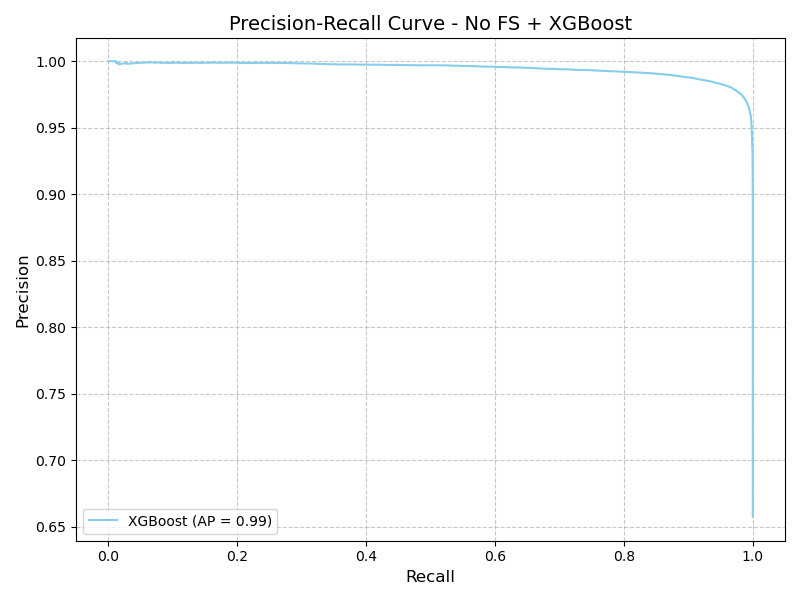 Precision-Recall Curve - No FS + XGBoost
Precision
1.00
0.95
0.90
0.85
0.80
0.75
0.70
0.65
XGBoost (AP = 0.99)
0.0 0.2 0.4 0.6 0.8 1.0
Recall